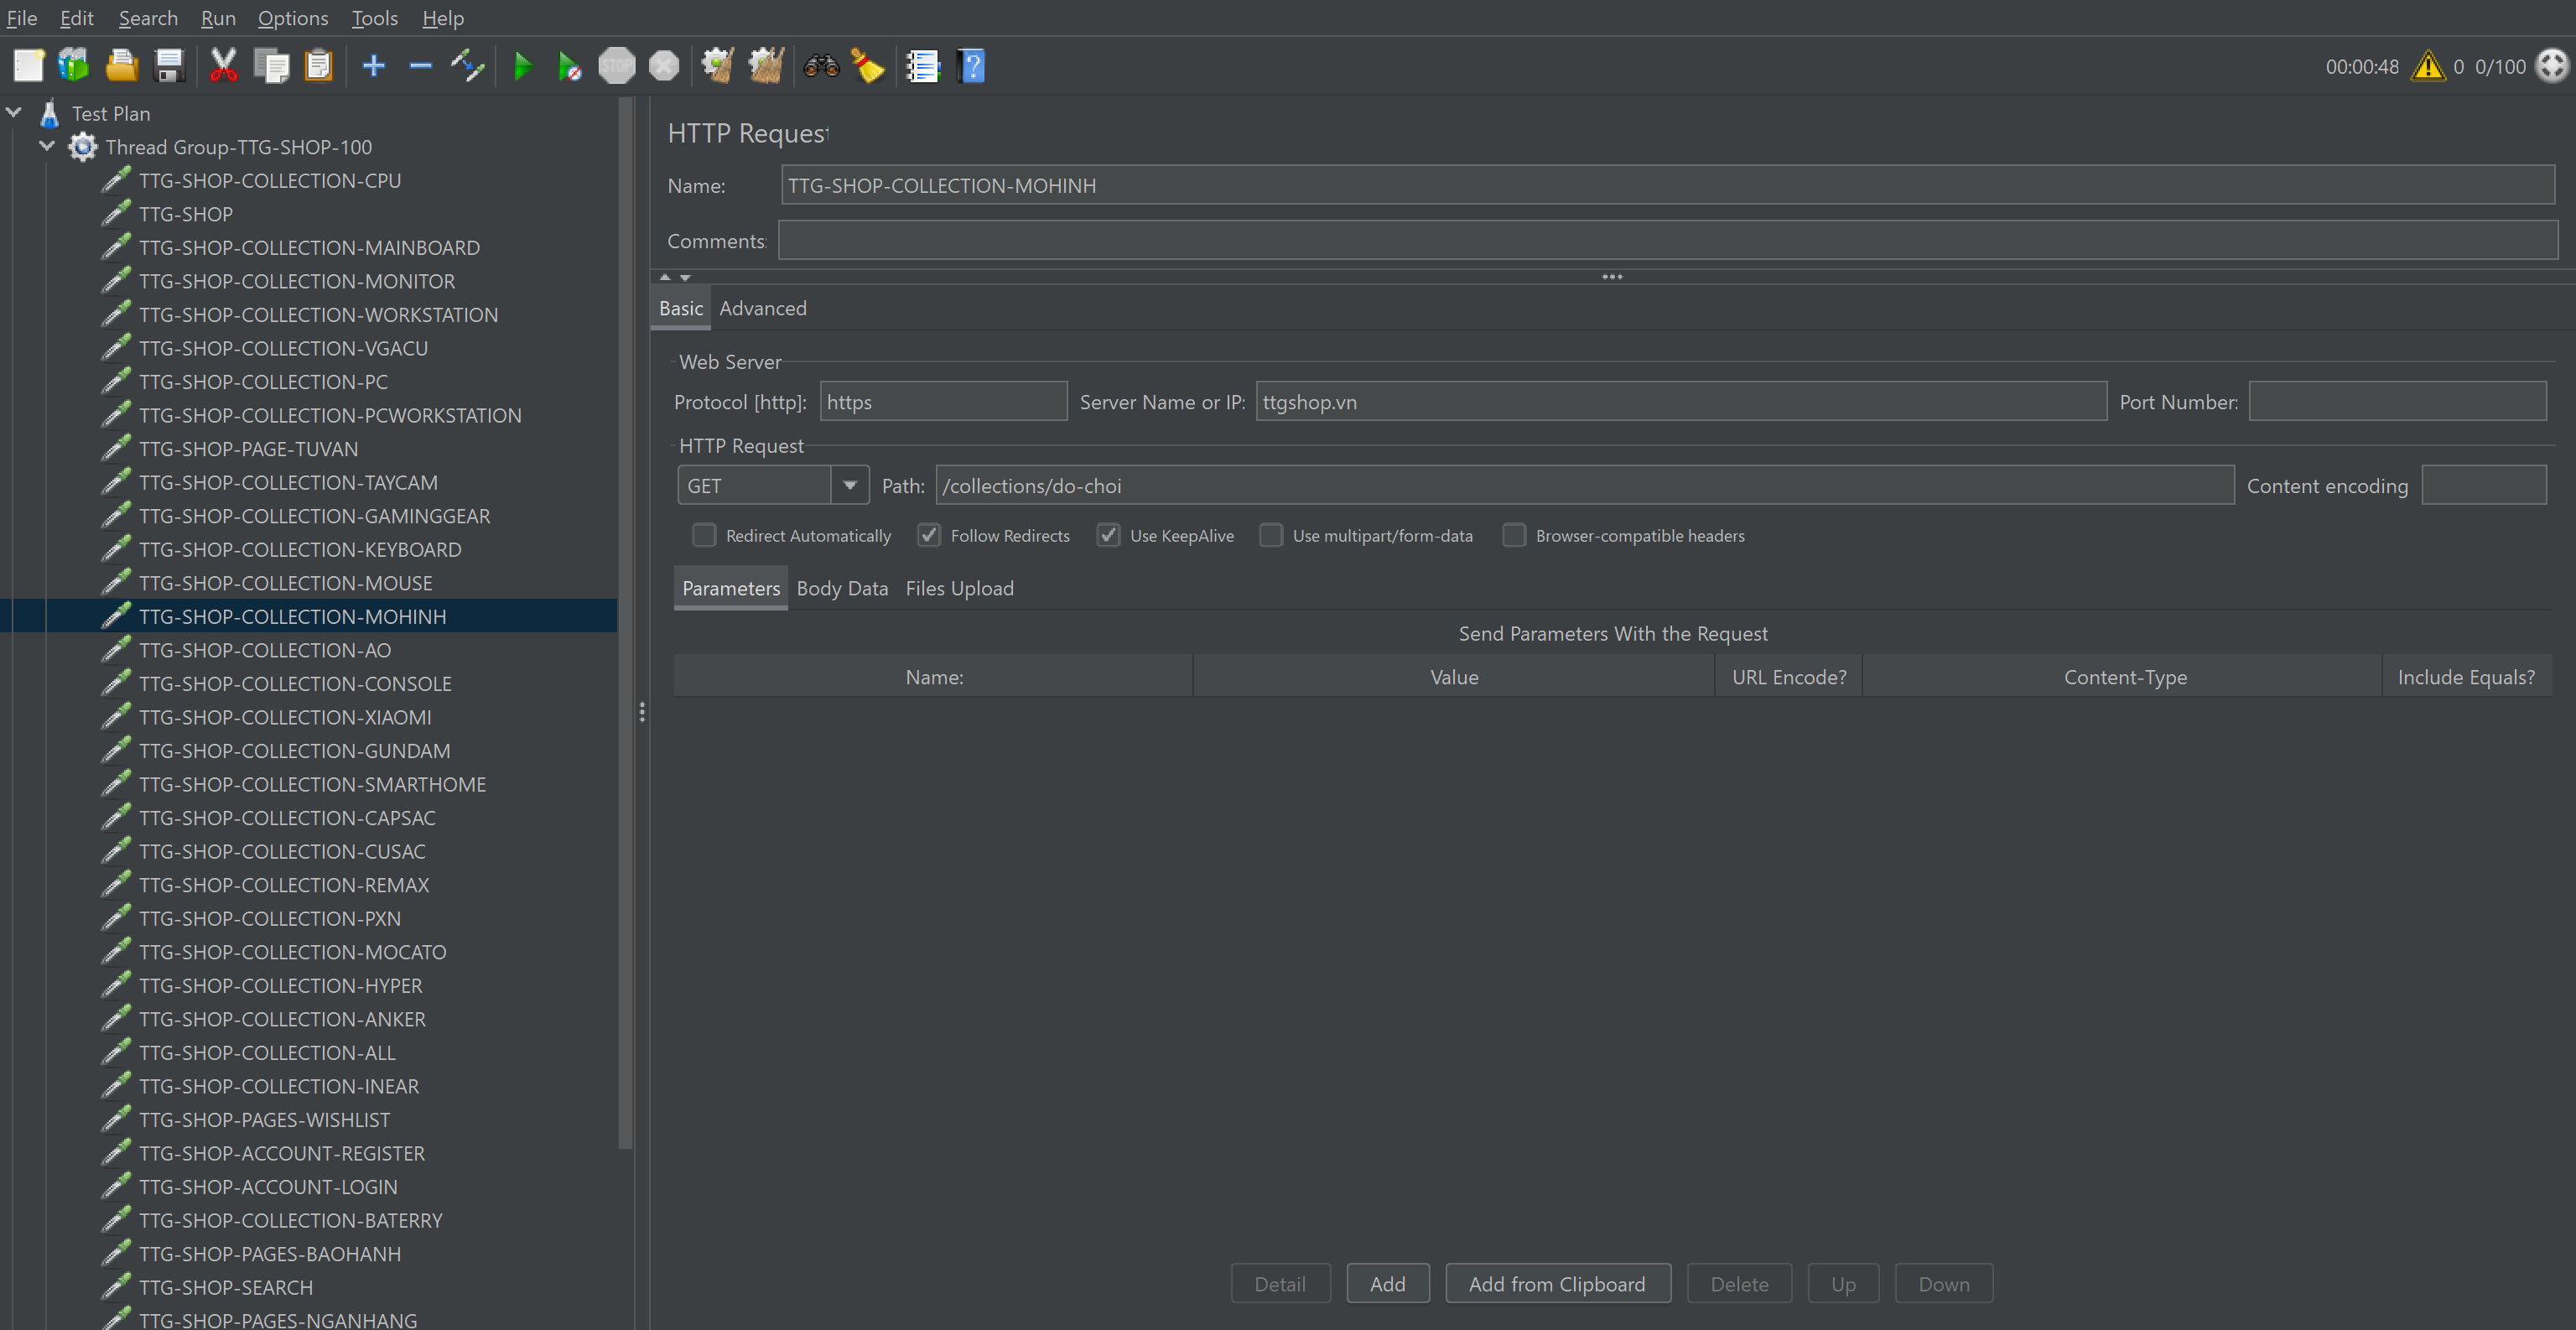 File Edit Search Run Options Tools Help
STOP
00:00:48 0 0/100
Test Plan
Thread Group-TTG-SHOP-100
TTG-SHOP-COLLECTION-CPU
TTG-SHOP
TTG-SHOP-COLLECTION-MAINBOARD
TTG-SHOP-COLLECTION-MONITOR
TTG-SHOP-COLLECTION-WORKSTATION
TTG-SHOP-COLLECTION-VGACU
TTG-SHOP-COLLECTION-PC
TTG-SHOP-COLLECTION-PCWORKSTATION
TTG-SHOP-PAGE-TUVAN
TTG-SHOP-COLLECTION-TAYCAM
TTG-SHOP-COLLECTION-GAMINGGEAR
TTG-SHOP-COLLECTION-KEYBOARD
TTG-SHOP-COLLECTION-MOUSE
TTG-SHOP-COLLECTION-MOHINH
TTG-SHOP-COLLECTION-AO
TTG-SHOP-COLLECTION-CONSOLE
TTG-SHOP-COLLECTION-XIAOMI
TTG-SHOP-COLLECTION-GUNDAM
TTG-SHOP-COLLECTION-SMARTHOME
TTG-SHOP-COLLECTION-CAPSAC
TTG-SHOP-COLLECTION-CUSAC
TTG-SHOP-COLLECTION-REMAX
TTG-SHOP-COLLECTION-PXN
TTG-SHOP-COLLECTION-MOCATO
TTG-SHOP-COLLECTION-HYPER
TTG-SHOP-COLLECTION-ANKER
TTG-SHOP-COLLECTION-ALL
TTG-SHOP-COLLECTION-INEAR
TTG-SHOP-PAGES-WISHLIST
TTG-SHOP-ACCOUNT-REGISTER
TTG-SHOP-ACCOUNT-LOGIN
TTG-SHOP-COLLECTION-BATERRY
TTG-SHOP-PAGES-BAOHANH
TTG-SHOP-SEARCH
TTG-SHOP-PAGES-NGANHANG
HTTP Request
Name: TTG-SHOP-COLLECTION-MOHINH
Comments:
Basic Advanced
Web Server
Protocol [http]: https Server Name or IP: ttgshop.vn Port Number:
HTTP Request
GET Path: /collections/do-choi Content encoding
Redirect Automatically Follow Redirects Use KeepAlive Use multipart/form-data Browser-compatible headers
Parameters Body Data Files Upload
Send Parameters With the Request
Name: Value URL Encode? Content-Type Include Equals?
Detail Add Add from Clipboard Delete Up Down